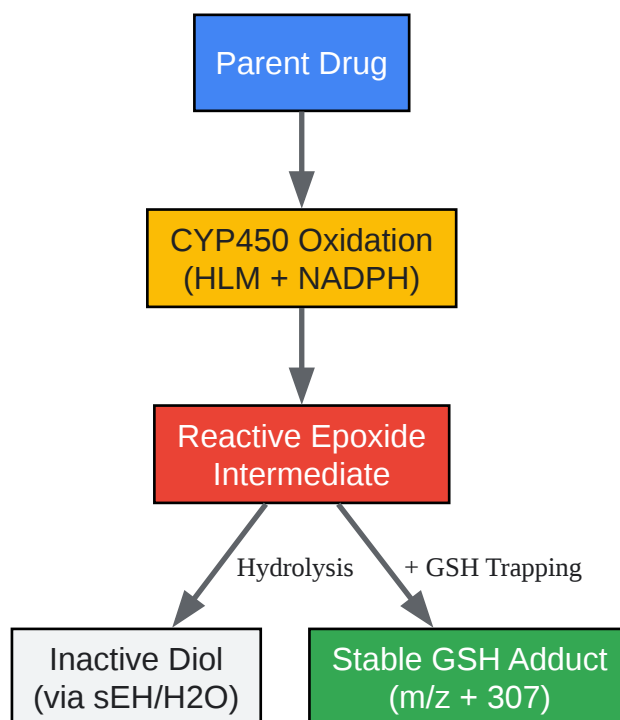 Parent Drug
CYP450 Oxidation
(HLM + NADPH)
Reactive Epoxide
Intermediate
Hydrolysis
+ GSH Trapping
Inactive Diol
(via sEH/H2O)
Stable GSH Adduct
(m/z + 307)